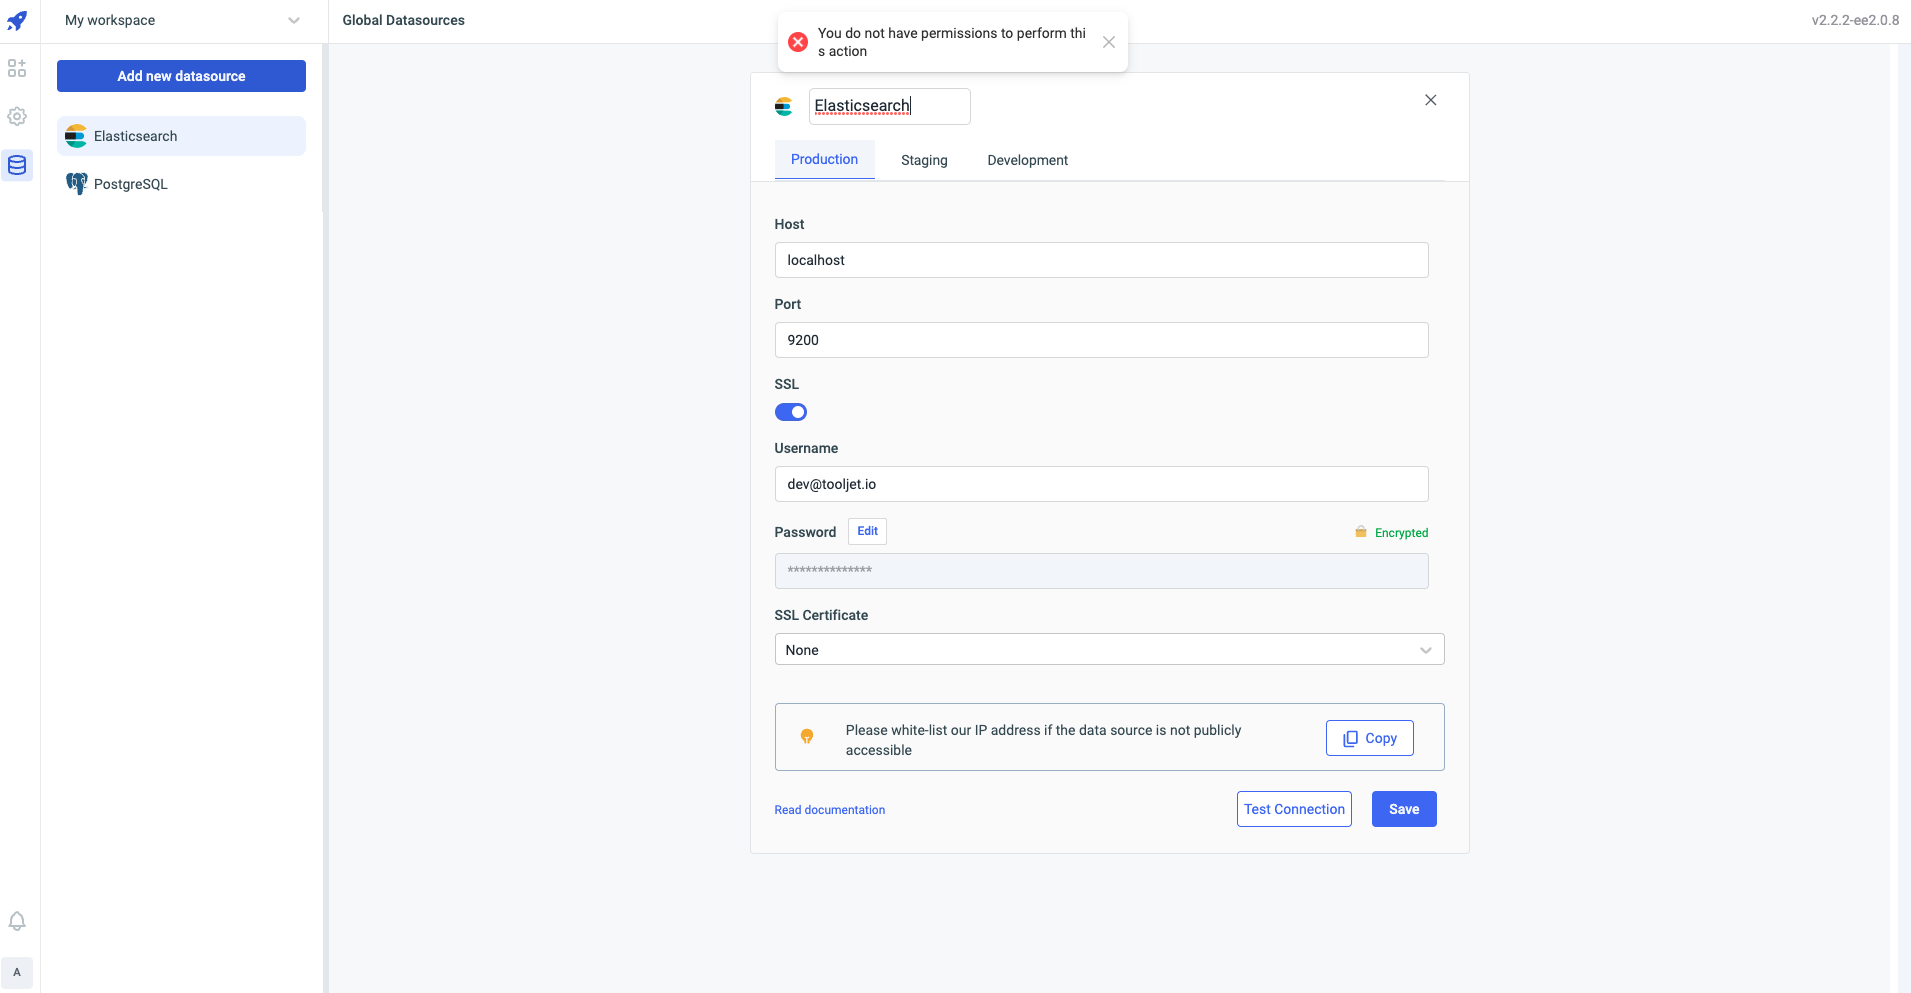 My workspace
Global Datasources
You do not have permissions to perform thi
s action
v2.2.2-ee2.0.8
Add new datasource
Elasticsearch
PostgreSQL
Elasticsearch
Production
Staging
Development
Host
localhost
Port
9200
SSL
Username
dev@tooljet.io
Password
Edit
Encrypted
**************
SSL Certificate
None
Please white-list our IP address if the data source is not publicly
accessible
Copy
Read documentation
Test Connection
Save
A